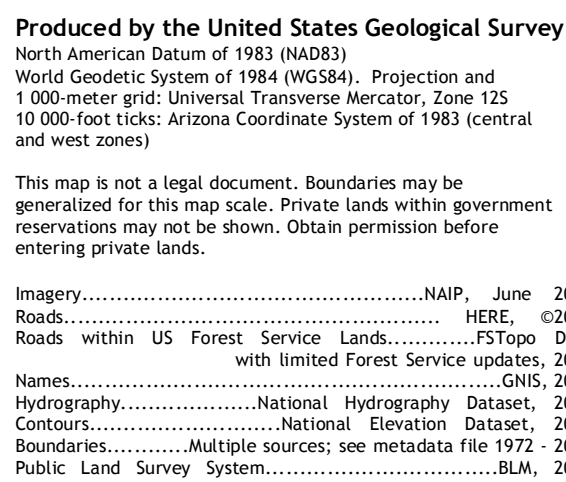 Produced by the United States Geological Survey
North American Datum of 1983 (NAD83)
World Geodetic System of 1984 (WGS84). Projection and
1 000-meter grid: Universal Transverse Mercator, Zone 12S
10 000-foot ticks: Arizona Coordinate System of 1983 (central
and west zones)
This map is not a legal document. Boundaries may be
generalized for this map scale. Private lands within government
reservations may not be shown. Obtain permission before
entering private lands.
Imagery....................................................NAIP, June
Roads......................................................... HERE,
Roads within US Forest Service Lands.............FSTopo
with limited Forest Service updates,
Names................................................................GNIS,
Hydrography....................National Hydrography Dataset,
Contours............................National Elevation Dataset,
Boundaries............Multiple sources; see metadata file 1972 -
Public Land Survey System..................................BLM,